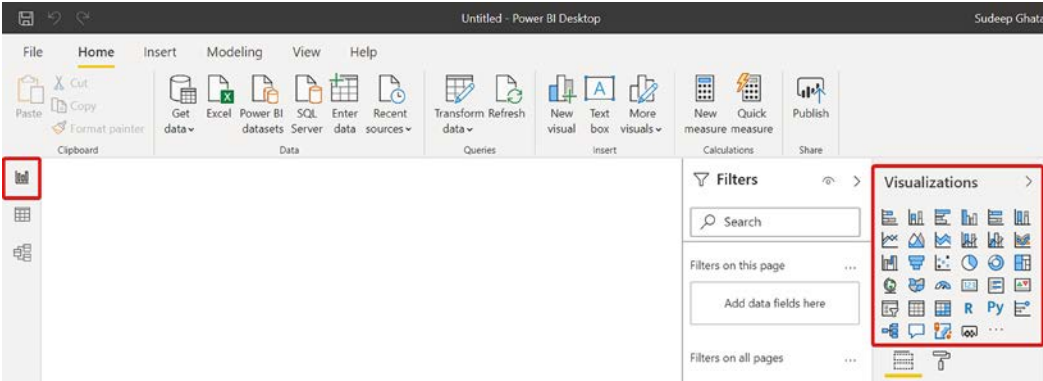 Untitled - Power BI Desktop
Sudeep Ghata
File Home Insert Modeling View Help
Paste
Cut
Copy
Format painter
Clipboard
Get data
Excel
Power BI datasets
SQL Server
Enter data
Recent sources
Data
Transform data
Refresh
Queries
New visual
Text box
More visuals
Insert
New measure
Quick measure
Calculations
Publish
Share
Filters
Search
Filters on this page ...
Add data fields here
Filters on all pages ...
Visualizations
123
R Py
...